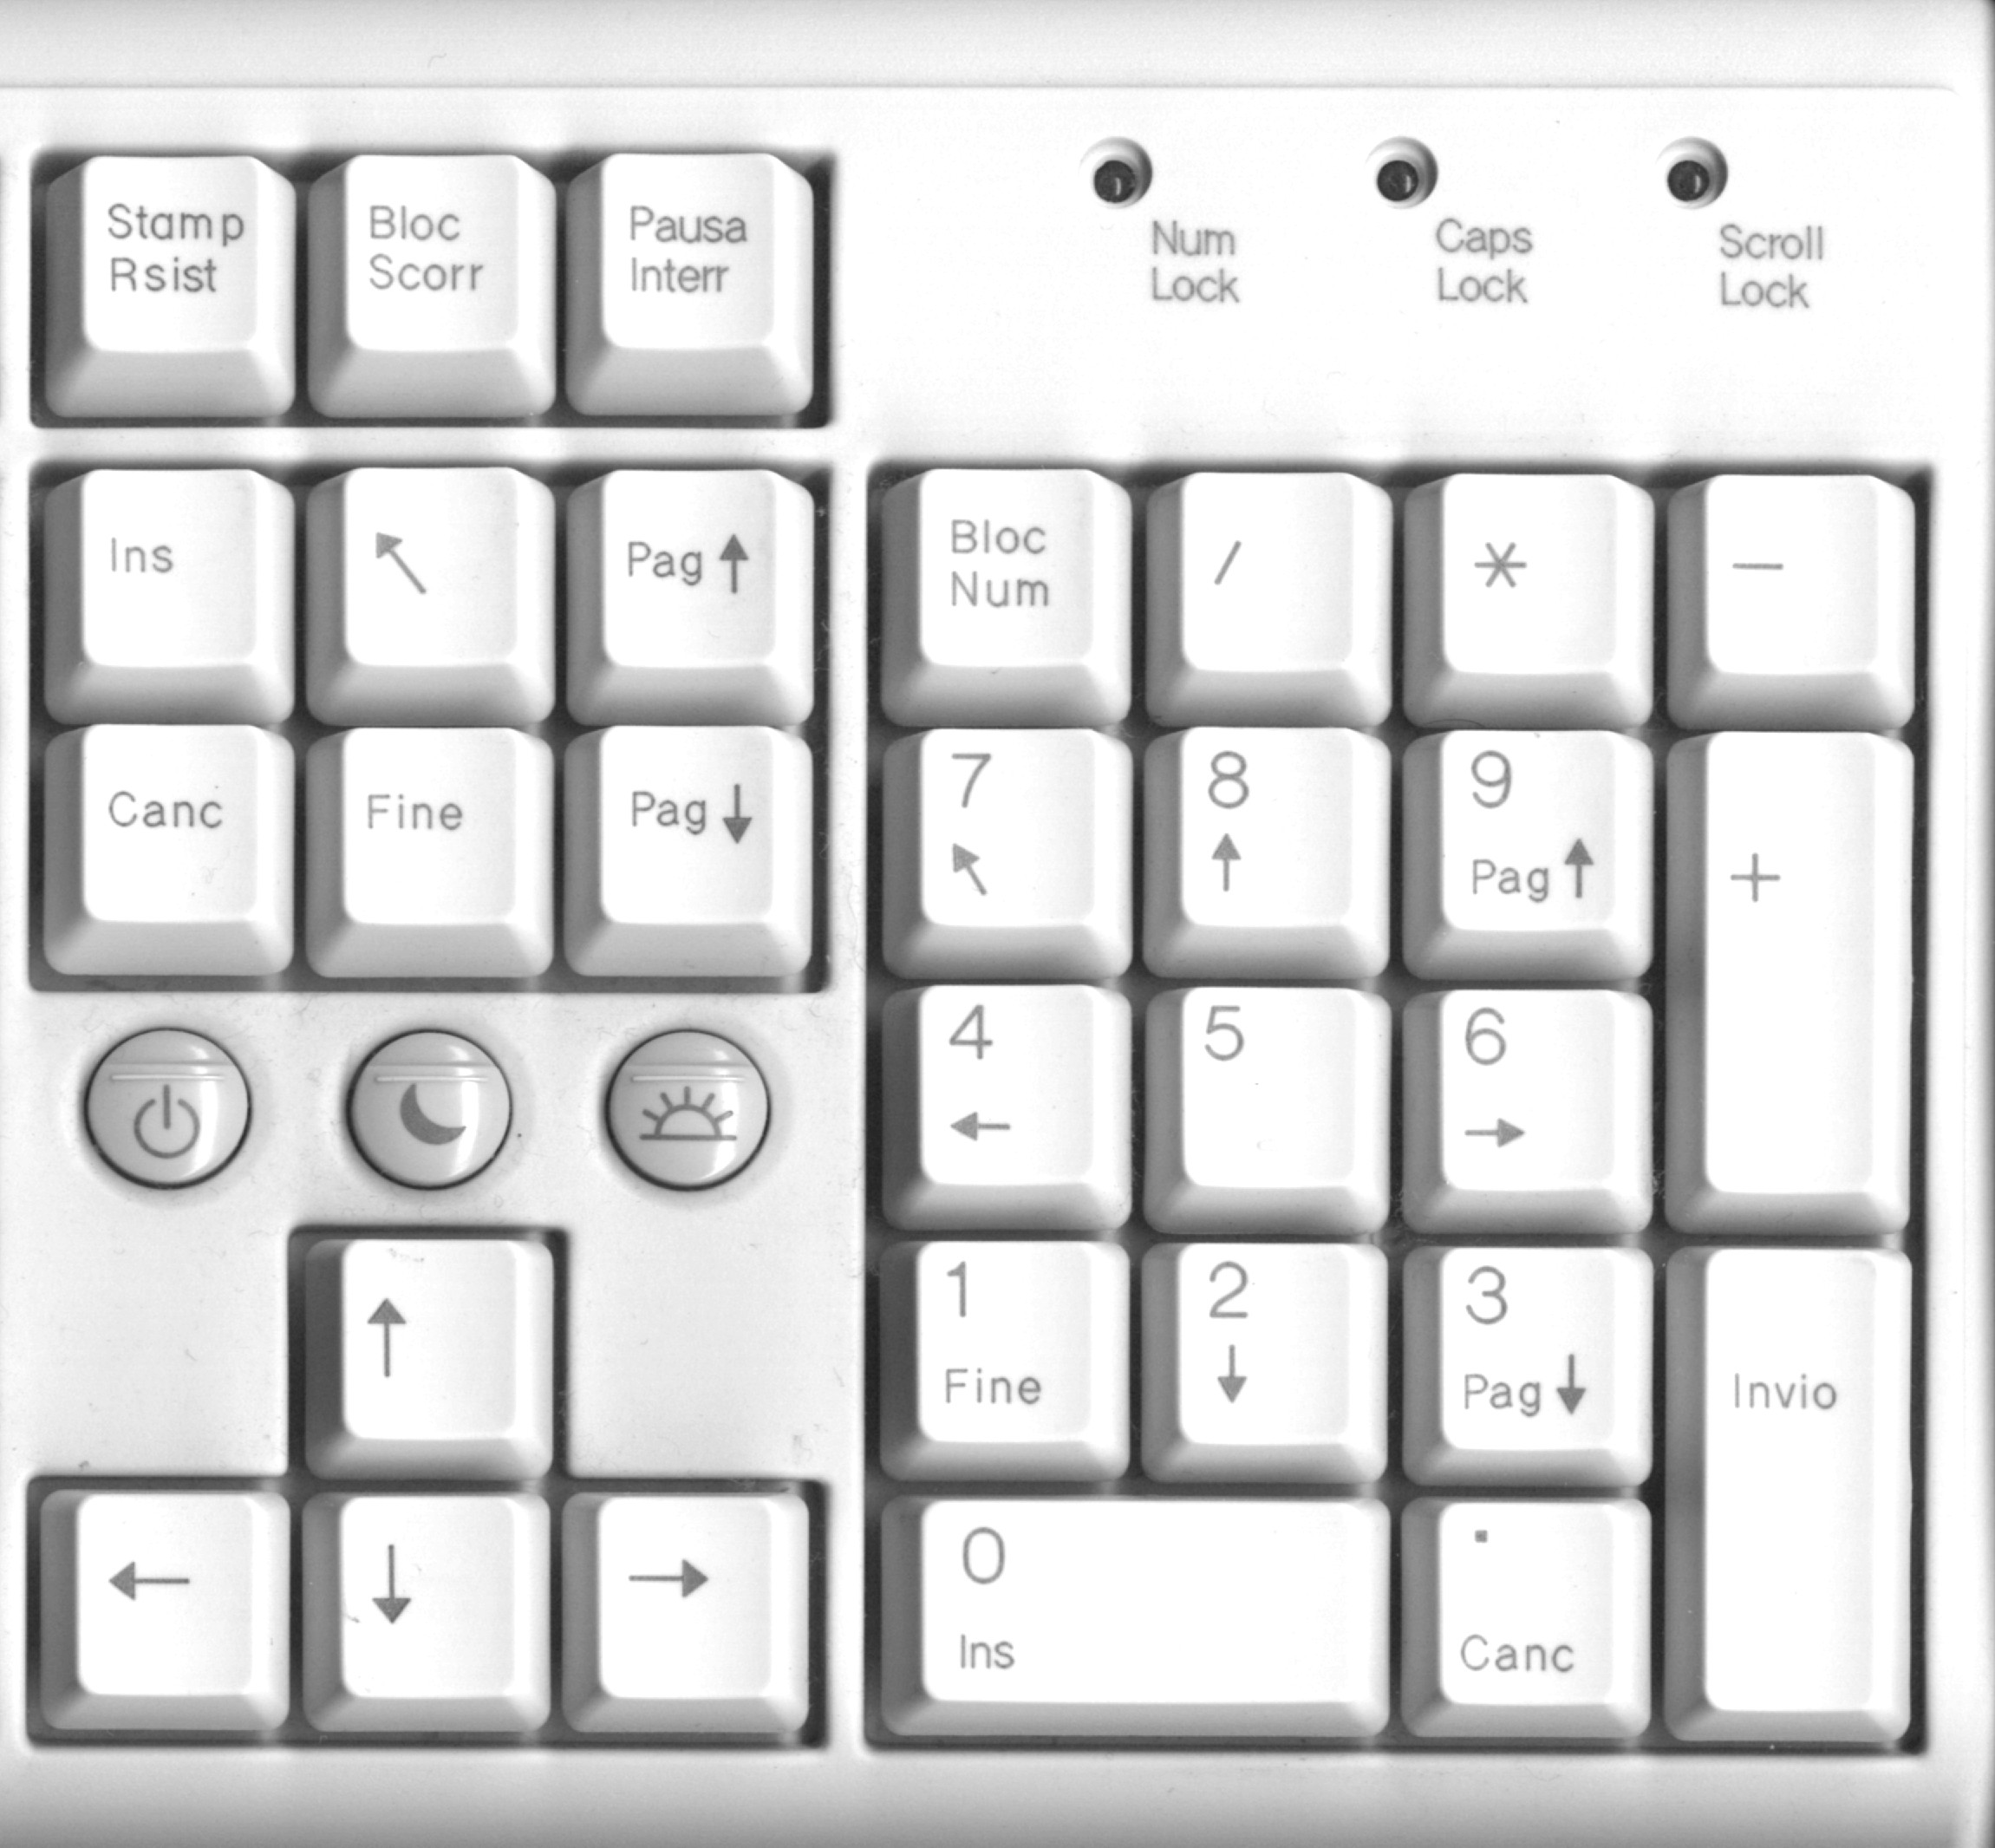 Stamp
Rsist
Bloc
Scorr
Pausa
Interr
Num
Lock
Caps
Lock
Scroll
Lock
Ins
↖
Pag ↑
Canc
Fine
Pag ↓
↑
← ↓ →
Bloc
Num
/
*
-
7
↖
8
↑
9
Pag ↑
+
4
←
5
6
→
1
Fine
2
↓
3
Pag ↓
Invio
0
Ins
.
Canc